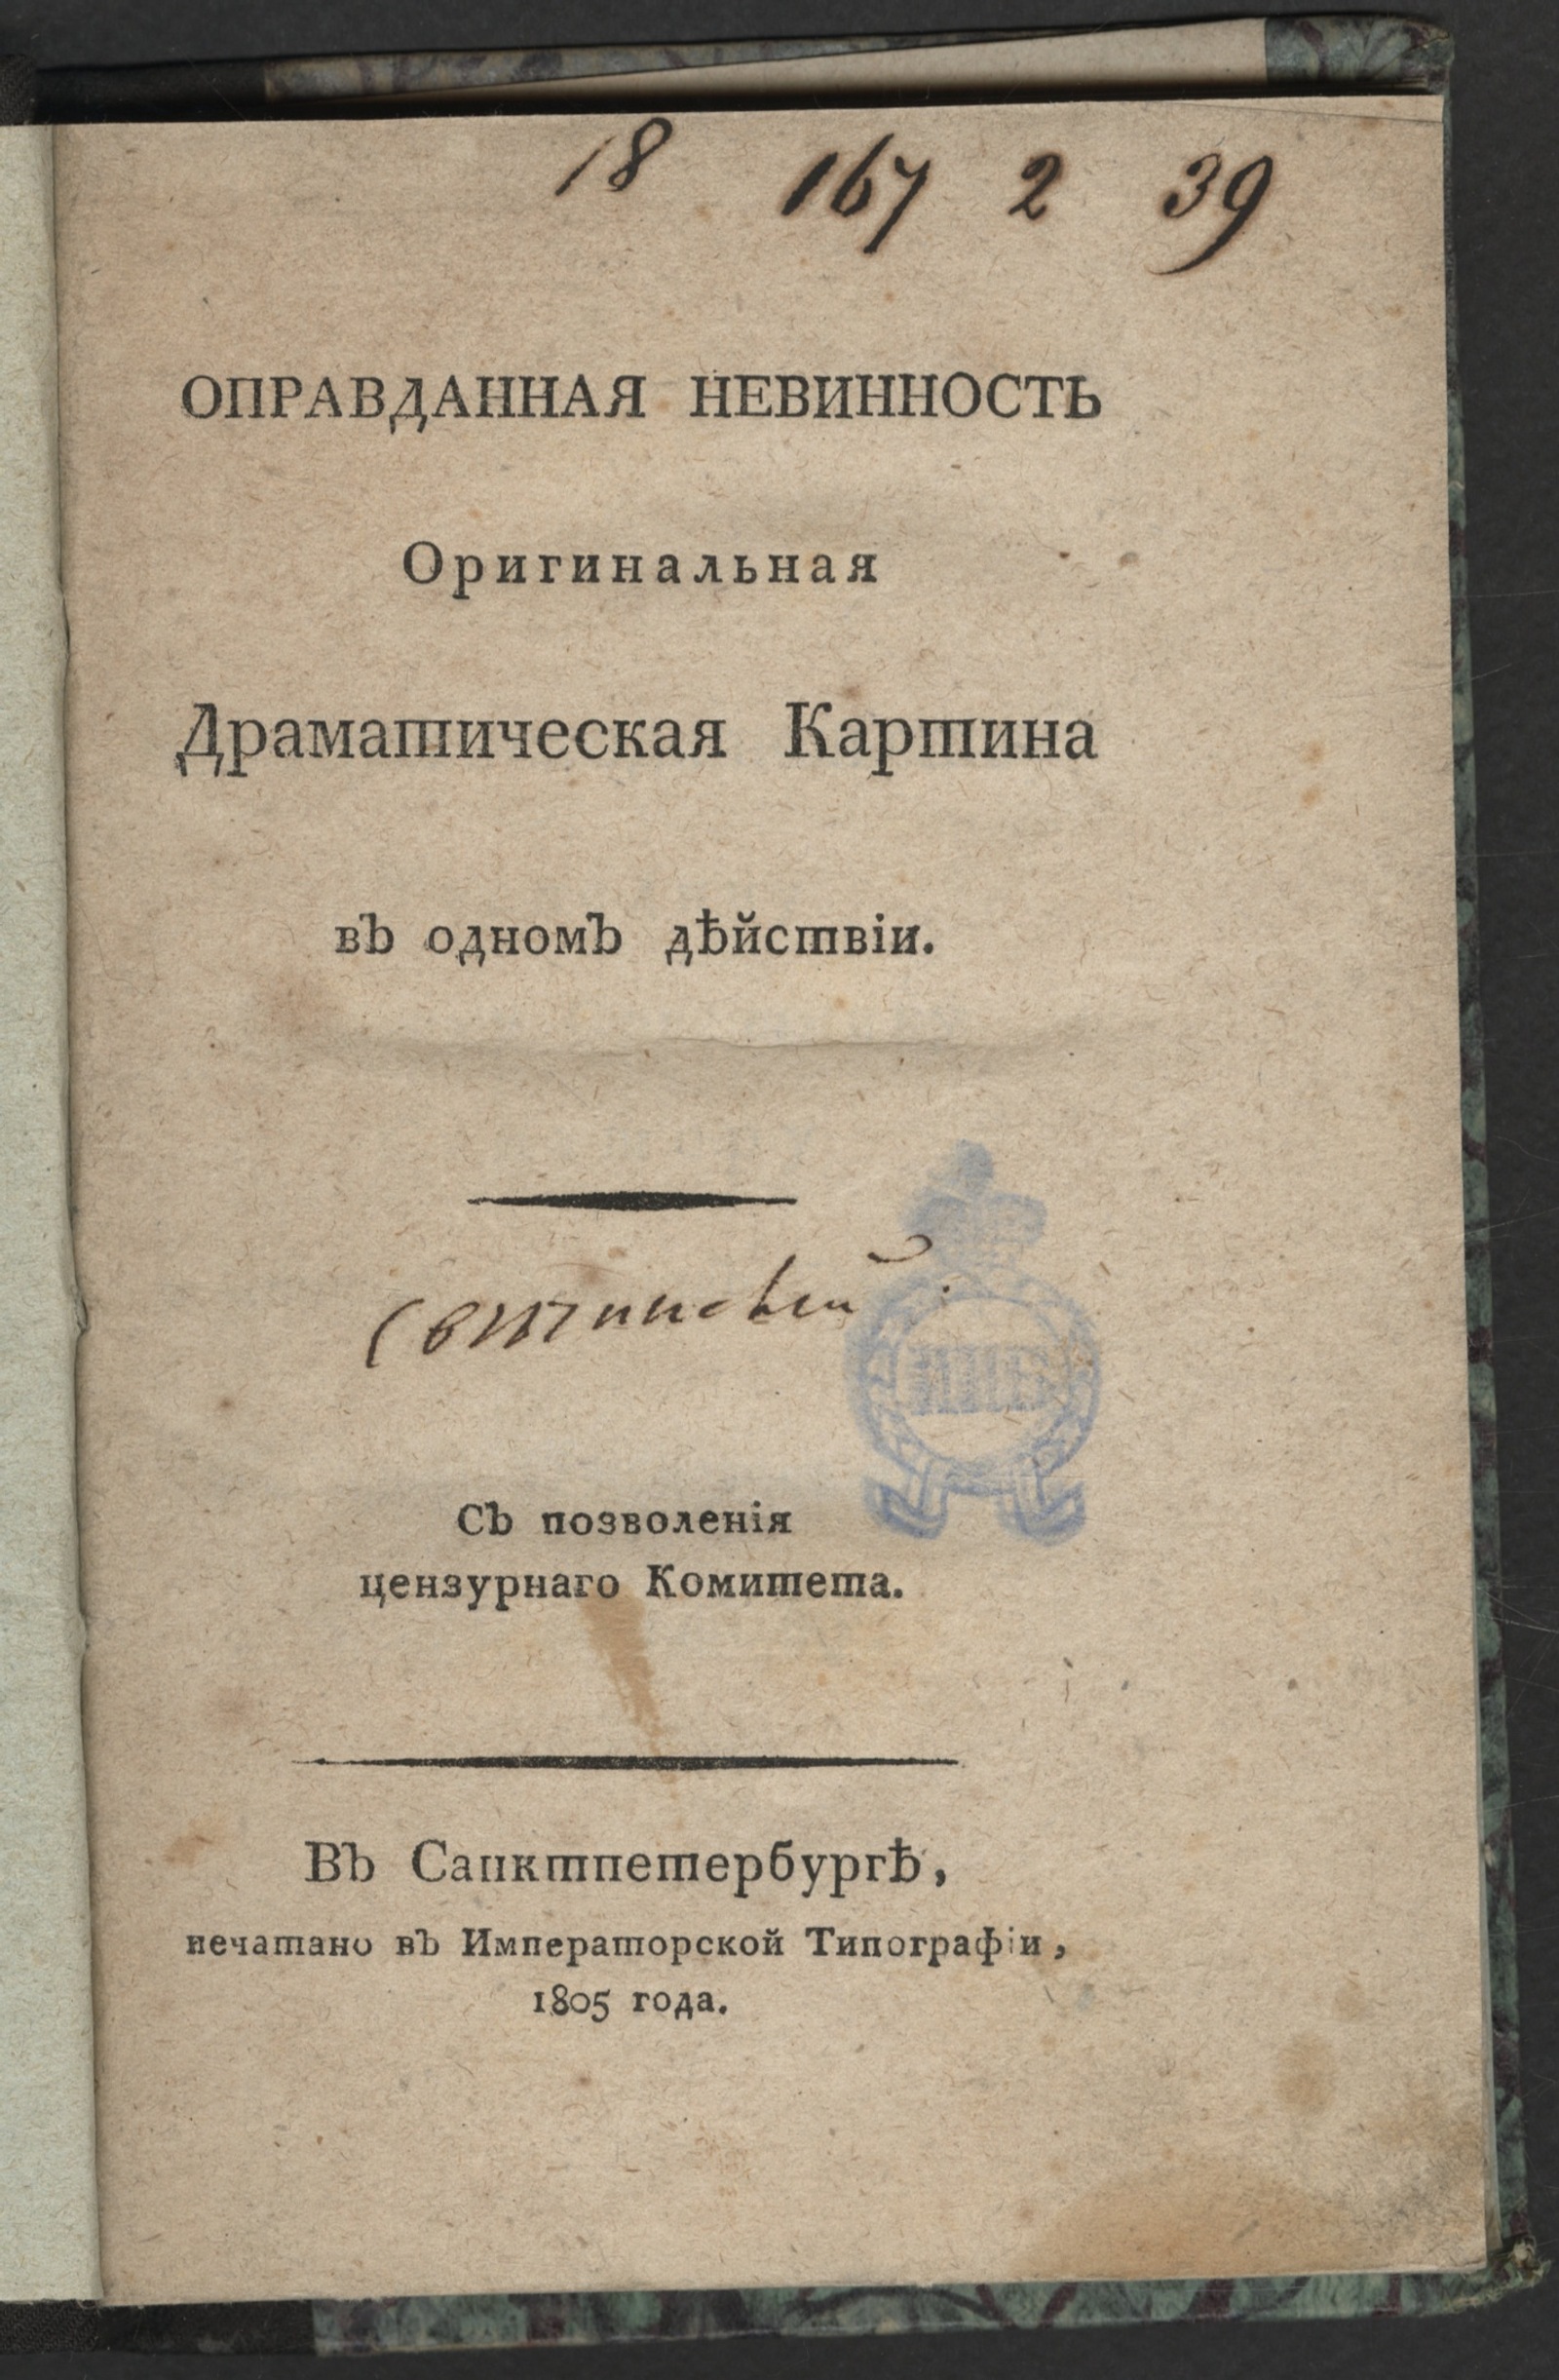 18 167 2 39
ОПРАВДАННАЯ НЕВИННОСТЬ
Оригинальная
Драматическая Картина
въ одномъ дѣйствіи.
Съ позволенія
цензурнаго Комитета.
Въ Санктпетербургѣ,
печатано въ Императорской Типографіи,
1805 года.